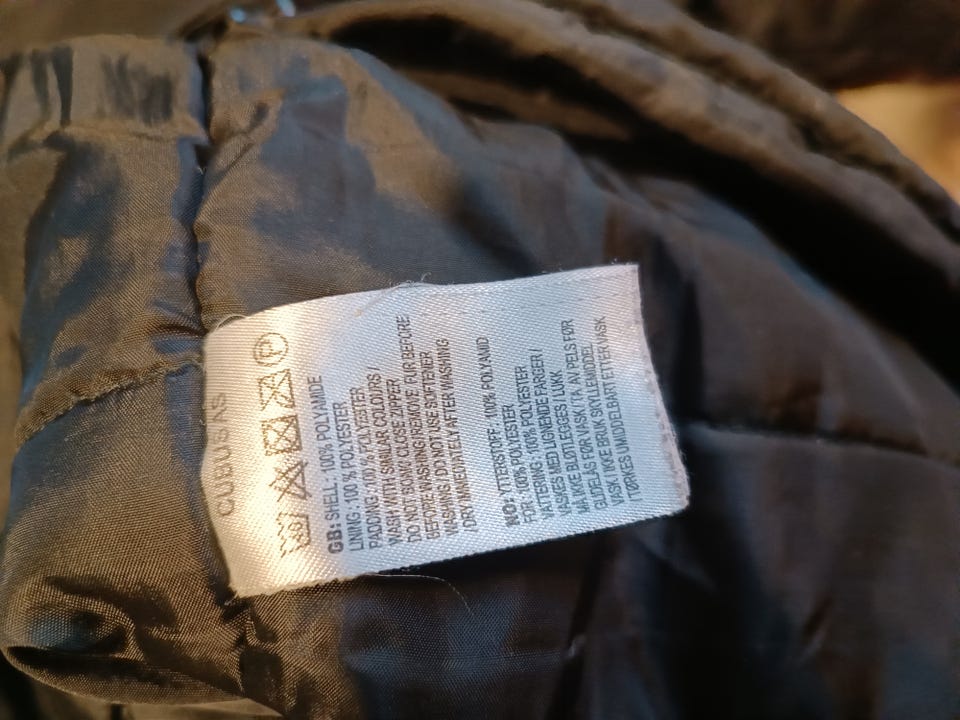 CUBUS AS
GB: SHELL: 100% POLYAMIDE
LINING: 100 % POLYESTER
PADDING: 100 % POLYESTER
WASH WITH SIMILAR COLOURS /
DO NOT SOAK / CLOSE ZIPPER
BEFORE WASHING / REMOVE FUR BEFORE
WASHING / DO NOT USE SOFTENER
/ DRY IMMEDIATELY AFTER WASHING
NO: YTTERSTOFF: 100% POLYAMID
FOR: 100% POLYESTER
VATTERING: 100% POLYESTER
VASKES MED LIGNENDE FARGER /
MÅ IKKE BLØTLEGGES / LUKK
GLIDELÅS FØR VASK / TA AV PELS FØR
VASK / IKKE BRUK SKYLLEMIDDEL
/ TØRKES UMIDDELBART ETTER VASK